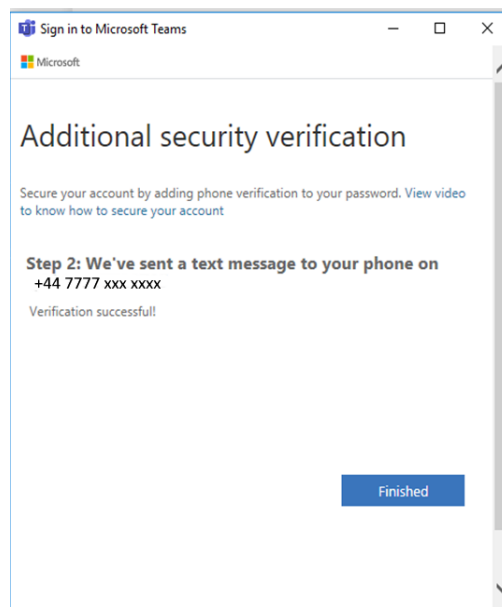 Sign in to Microsoft Teams
Microsoft
Additional security verification
Secure your account by adding phone verification to your password. View video
to know how to secure your account
Step 2: We've sent a text message to your phone on
+44 7777 xxx xxxx
Verification successful!
Finished